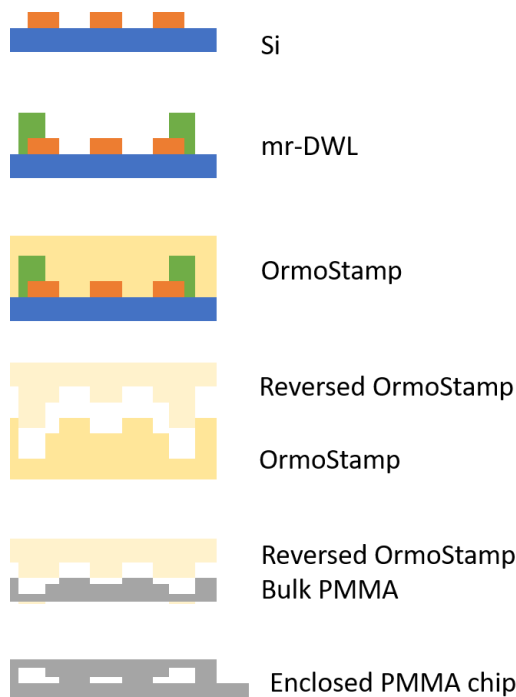 Si
mr-DWL
OrmoStamp
Reversed OrmoStamp
OrmoStamp
Reversed OrmoStamp
Bulk PMMA
Enclosed PMMA chip